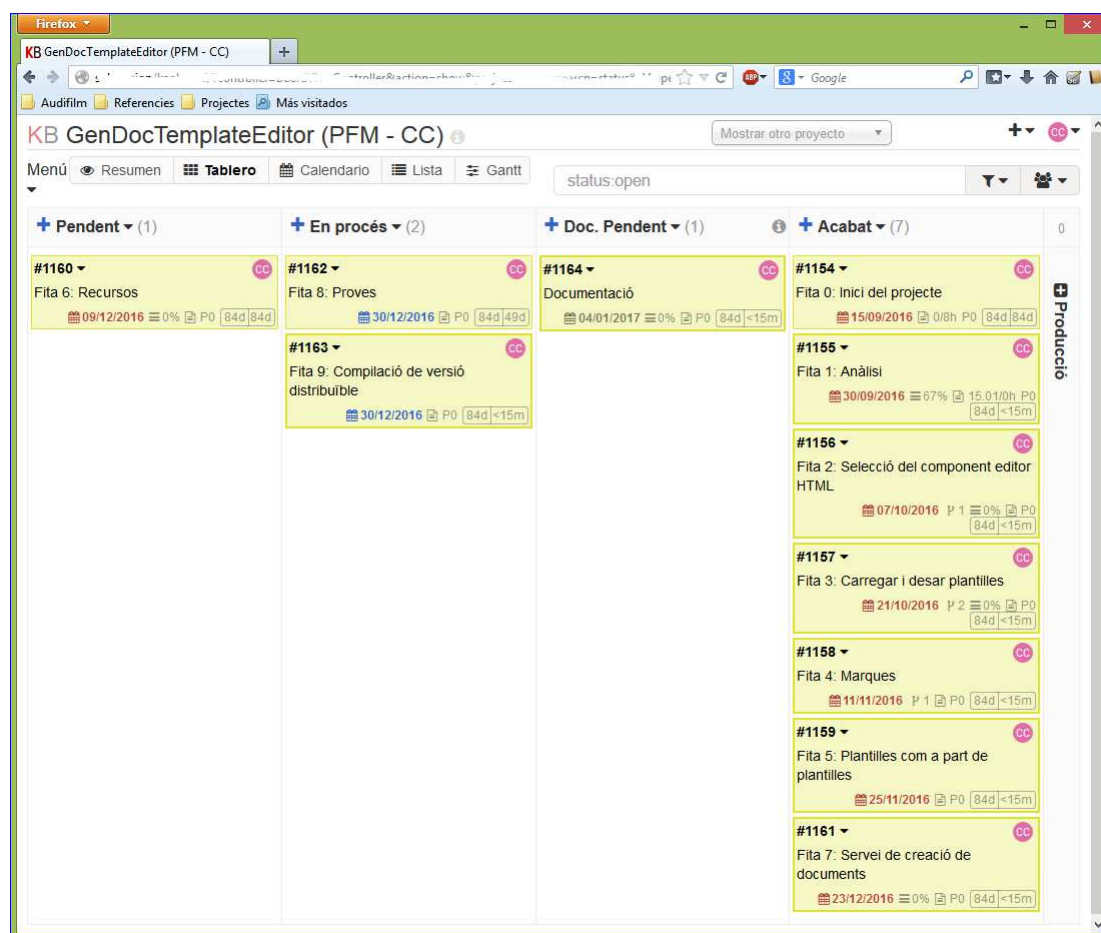 Firefox
KB GenDocTemplateEditor (PFM - CC)
Google
Audifilm Referencies Projectes Más visitados
KB GenDocTemplateEditor (PFM - CC)
Mostrar otro proyecto
CC
Menú Resumen Tablero Calendario Lista Gantt
status:open
Pendent (1)
#1160 CC
Fita 6: Recursos
09/12/2016 0% P0 84d 84d
En procés (2)
#1162 CC
Fita 8: Proves
30/12/2016 P0 84d 49d
#1163 CC
Fita 9: Compilació de versió
distribuïble
30/12/2016 P0 84d <15m
Doc. Pendent (1)
#1164 CC
Documentació
04/01/2017 0% P0 84d <15m
Acabat (7)
#1154 CC
Fita 0: Inici del projecte
15/09/2016 0/8h P0 84d 84d
#1155 CC
Fita 1: Anàlisi
30/09/2016 67% 15.01/0h P0
84d <15m
#1156 CC
Fita 2: Selecció del component editor
HTML
07/10/2016 1 0% P0
84d <15m
#1157 CC
Fita 3: Carregar i desar plantilles
21/10/2016 2 0% P0
84d <15m
#1158 CC
Fita 4: Marques
11/11/2016 1 P0 84d <15m
#1159 CC
Fita 5: Plantilles com a part de
plantilles
25/11/2016 P0 84d <15m
#1161 CC
Fita 7: Servei de creació de
documents
23/12/2016 0% P0 84d <15m
0
Producció